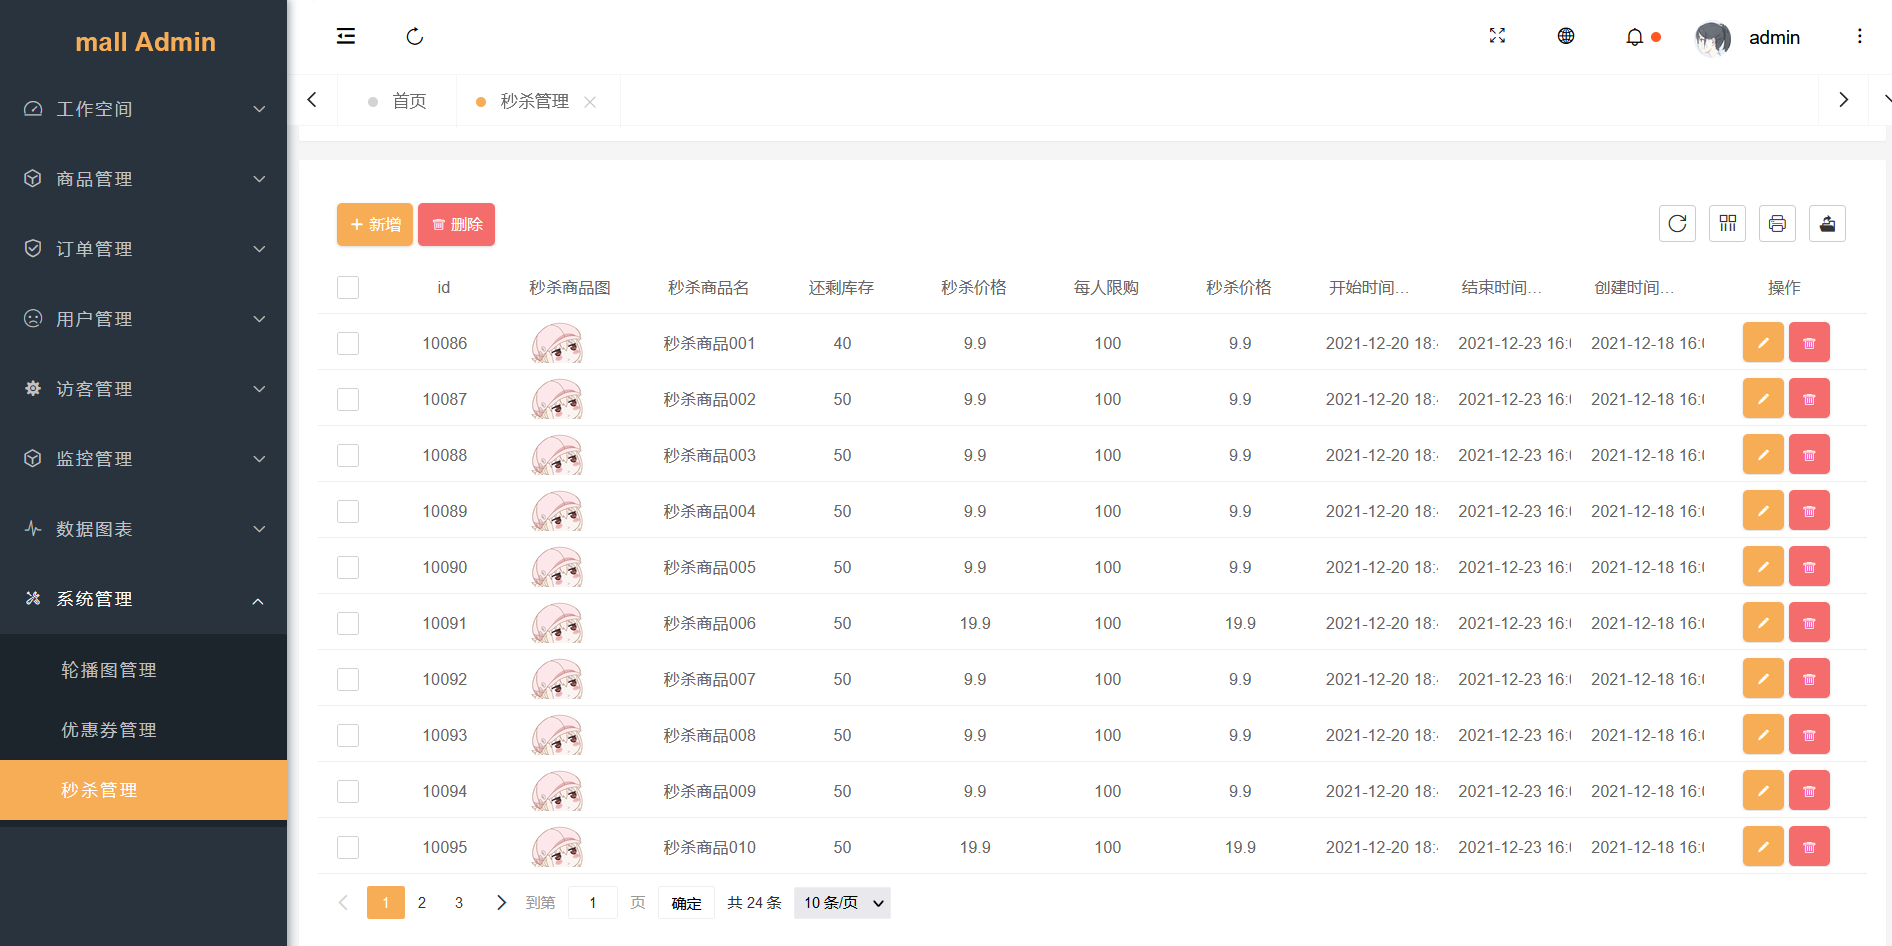 mall Admin
工作空间
商品管理
订单管理
用户管理
访客管理
监控管理
数据图表
系统管理
轮播图管理
优惠券管理
秒杀管理
admin
首页 秒杀管理
新增 删除
id 秒杀商品图 秒杀商品名 还剩库存 秒杀价格 每人限购 秒杀价格 开始时间... 结束时间... 创建时间... 操作
10086 秒杀商品001 40 9.9 100 9.9 2021-12-20 18: 2021-12-23 16: 2021-12-18 16:
10087 秒杀商品002 50 9.9 100 9.9 2021-12-20 18: 2021-12-23 16: 2021-12-18 16:
10088 秒杀商品003 50 9.9 100 9.9 2021-12-20 18: 2021-12-23 16: 2021-12-18 16:
10089 秒杀商品004 50 9.9 100 9.9 2021-12-20 18: 2021-12-23 16: 2021-12-18 16:
10090 秒杀商品005 50 9.9 100 9.9 2021-12-20 18: 2021-12-23 16: 2021-12-18 16:
10091 秒杀商品006 50 19.9 100 19.9 2021-12-20 18: 2021-12-23 16: 2021-12-18 16:
10092 秒杀商品007 50 9.9 100 9.9 2021-12-20 18: 2021-12-23 16: 2021-12-18 16:
10093 秒杀商品008 50 9.9 100 9.9 2021-12-20 18: 2021-12-23 16: 2021-12-18 16:
10094 秒杀商品009 50 9.9 100 9.9 2021-12-20 18: 2021-12-23 16: 2021-12-18 16:
10095 秒杀商品010 50 19.9 100 19.9 2021-12-20 18: 2021-12-23 16: 2021-12-18 16:
1 2 3 到第 1 页 确定 共 24 条 10 条/页